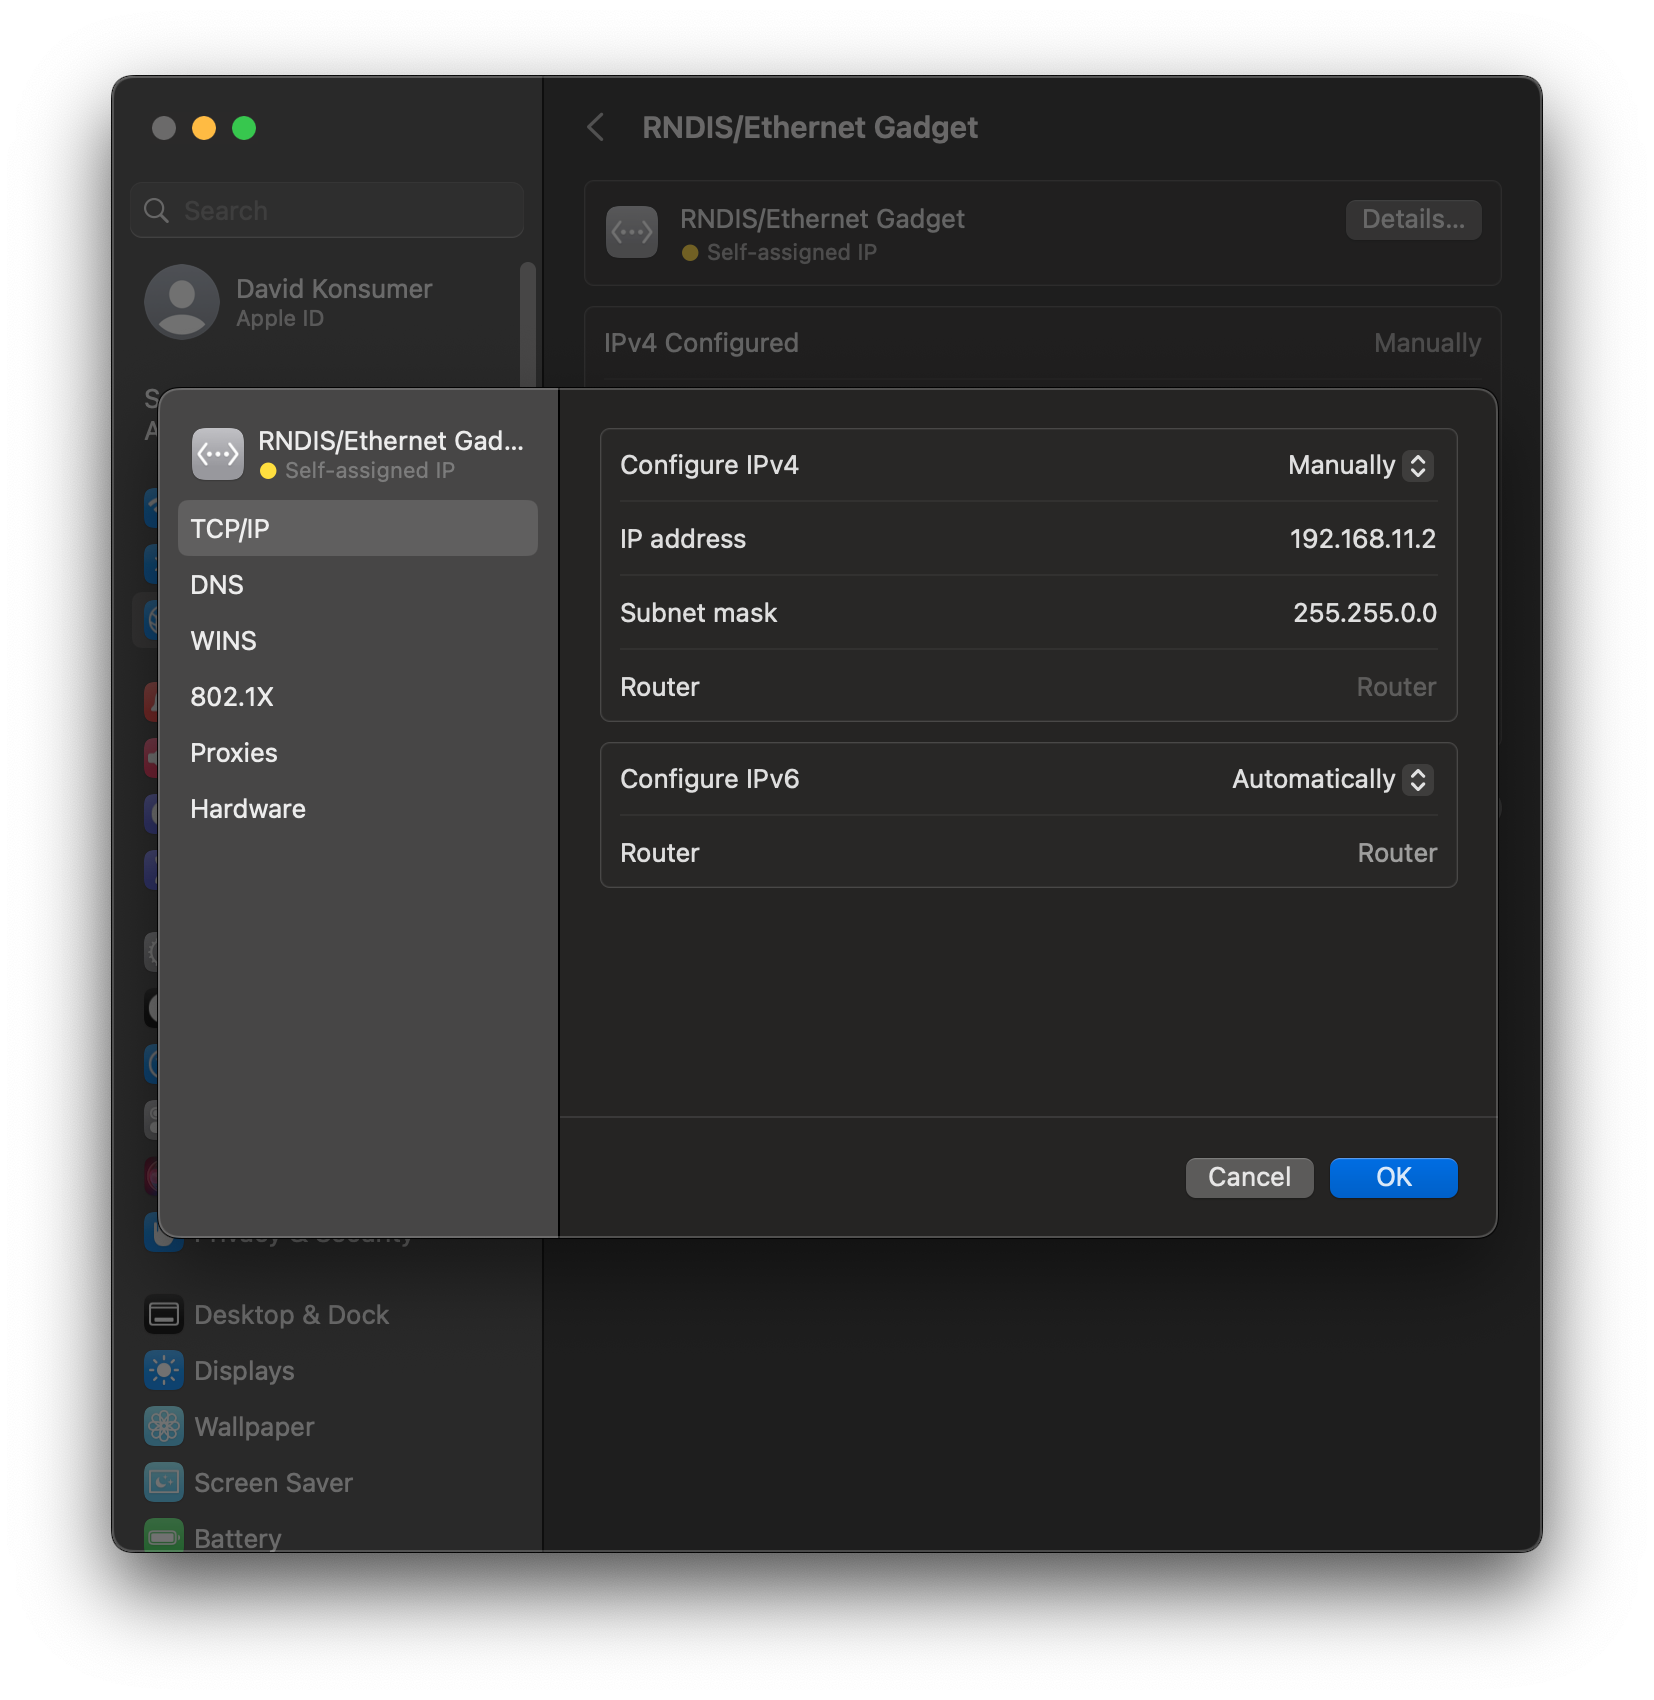 RNDIS/Ethernet Gadget
Search
RNDIS/Ethernet Gadget
Details...
Self-assigned IP
David Konsumer
Apple ID
IPv4 Configured
Manually
RNDIS/Ethernet Gad...
Self-assigned IP
TCP/IP
DNS
WINS
802.1X
Proxies
Hardware
Configure IPv4
Manually
IP address
192.168.11.2
Subnet mask
255.255.0.0
Router
Router
Configure IPv6
Automatically
Router
Router
Cancel
OK
Privacy & Security
Desktop & Dock
Displays
Wallpaper
Screen Saver
Battery